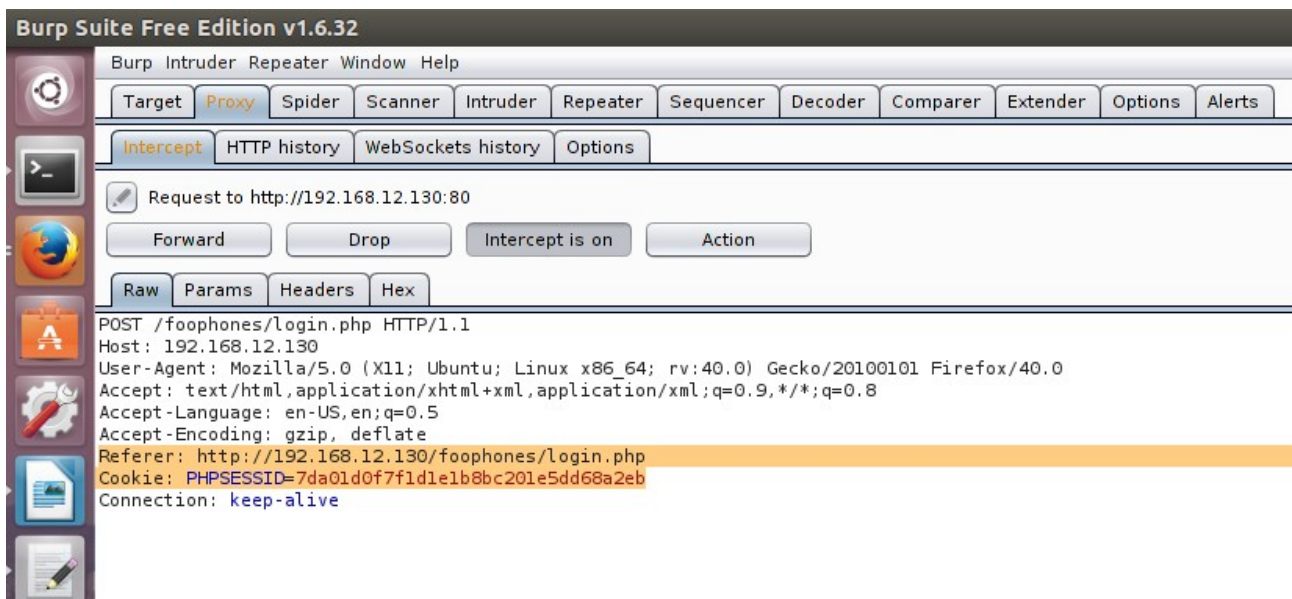 Burp Suite Free Edition v1.6.32
Burp Intruder Repeater Window Help
Target Proxy Spider Scanner Intruder Repeater Sequencer Decoder Comparer Extender Options Alerts
Intercept HTTP history WebSockets history Options
Request to http://192.168.12.130:80
Forward Drop Intercept is on Action
Raw Params Headers Hex
POST /foophones/login.php HTTP/1.1
Host: 192.168.12.130
User-Agent: Mozilla/5.0 (X11; Ubuntu; Linux x86_64; rv:40.0) Gecko/20100101 Firefox/40.0
Accept: text/html,application/xhtml+xml,application/xml;q=0.9,*/*;q=0.8
Accept-Language: en-US,en;q=0.5
Accept-Encoding: gzip, deflate
Referer: http://192.168.12.130/foophones/login.php
Cookie: PHPSESSID=7da01d0f7f1d1e1b8bc201e5dd68a2eb
Connection: keep-alive